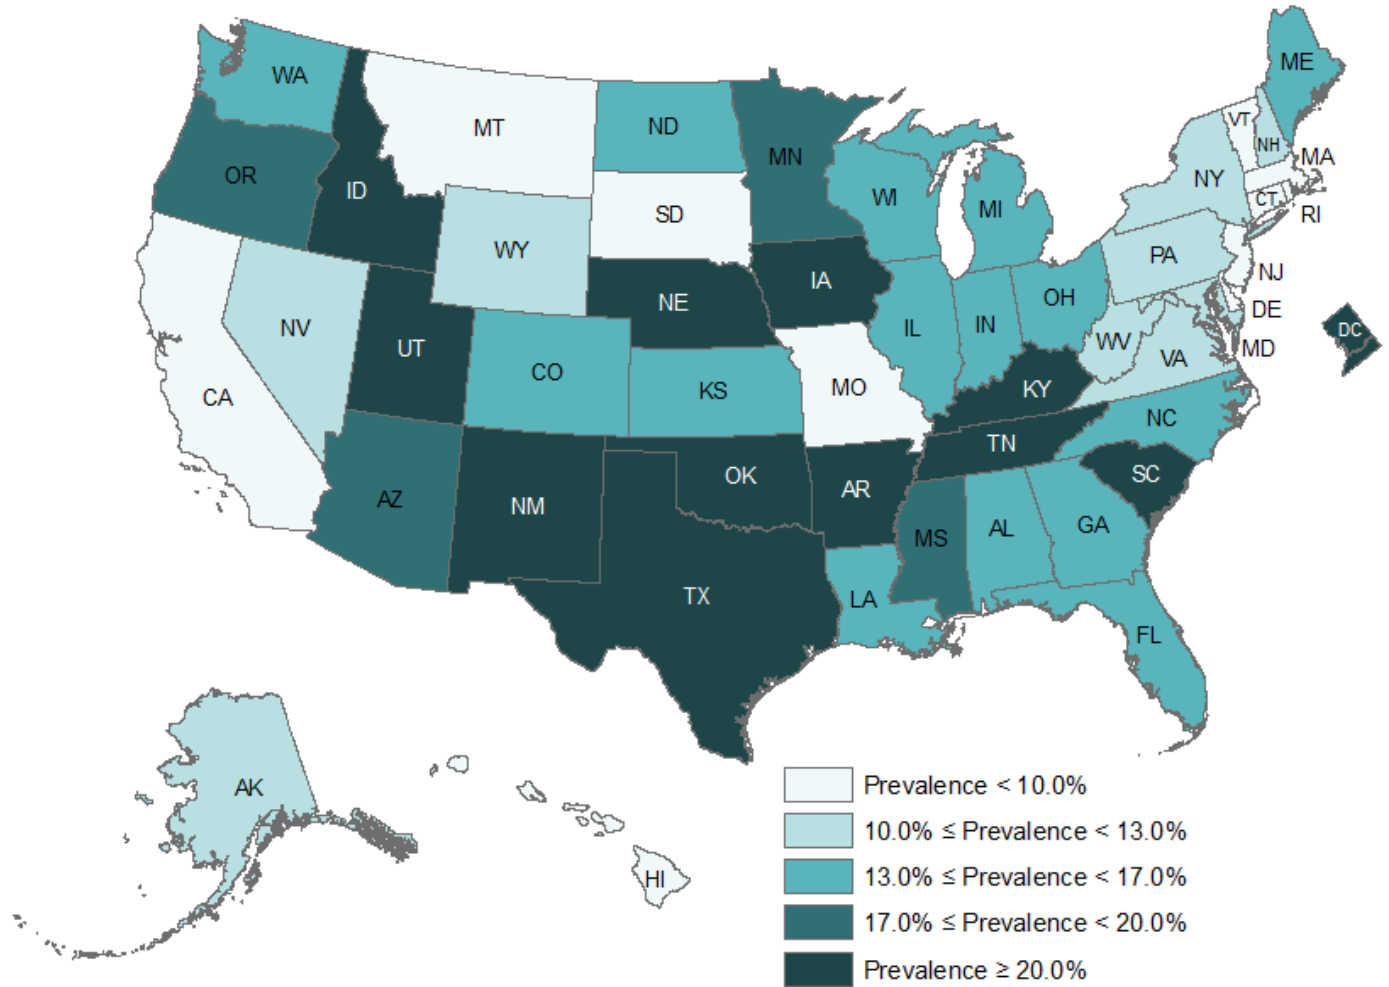 ME
WA
VT
MT
ND
NH
MA
MN
OR
NY
ID
WI
CT
SD
MI
RI
WY
PA
NJ
IA
NE
OH
DE
NV
IL
IN
DC
UT
WV
MD
VA
CO
KS
KY
MO
CA
NC
TN
OK
SC
AR
AZ
NM
GA
AL
MS
TX
LA
FL
AK
HI
Prevalence < 10.0%
10.0% ≤ Prevalence < 13.0%
13.0% ≤ Prevalence < 17.0%
17.0% ≤ Prevalence < 20.0%
Prevalence ≥ 20.0%